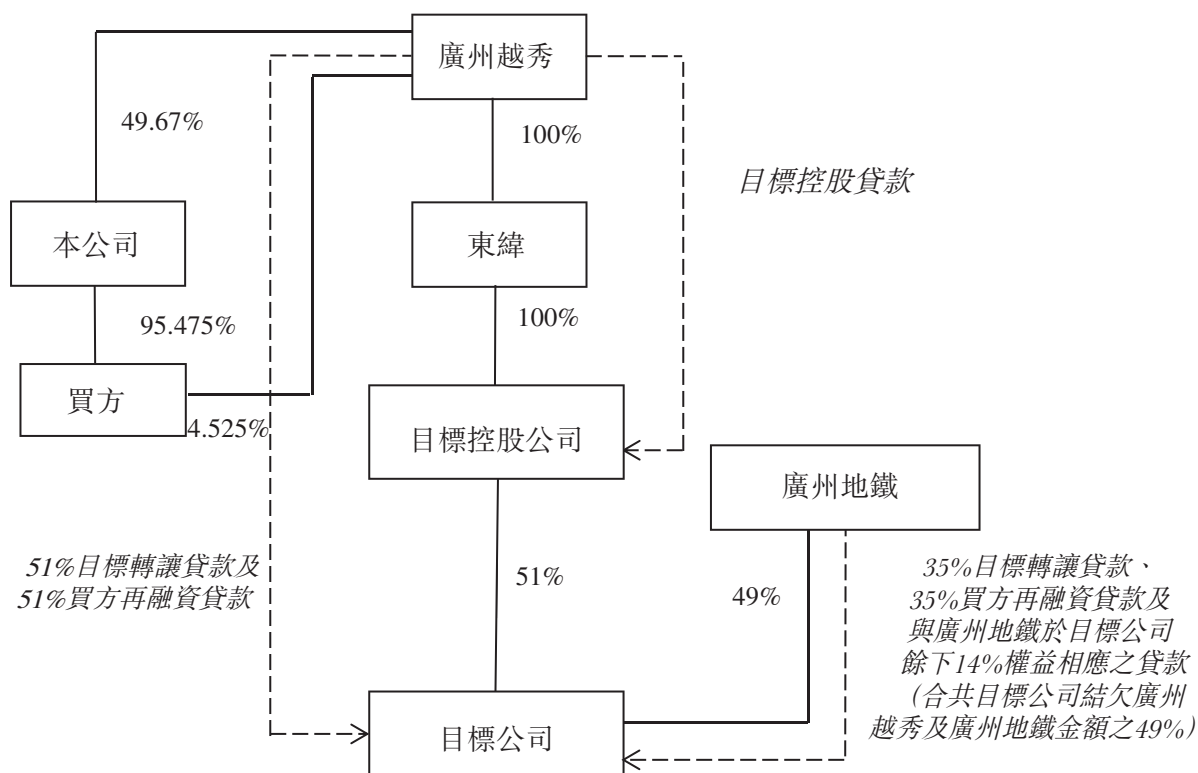 廣州越秀
49.67%
100%
目標控股貸款
本公司
東緯
95.475%
100%
買方
4.525%
目標控股公司
廣州地鐵
51%目標轉讓貸款及
51%買方再融資貸款
51%
49%
35%目標轉讓貸款、
35%買方再融資貸款及
與廣州地鐵於目標公司
餘下14%權益相應之貸款
(合共目標公司結欠廣州
越秀及廣州地鐵金額之49%)
目標公司